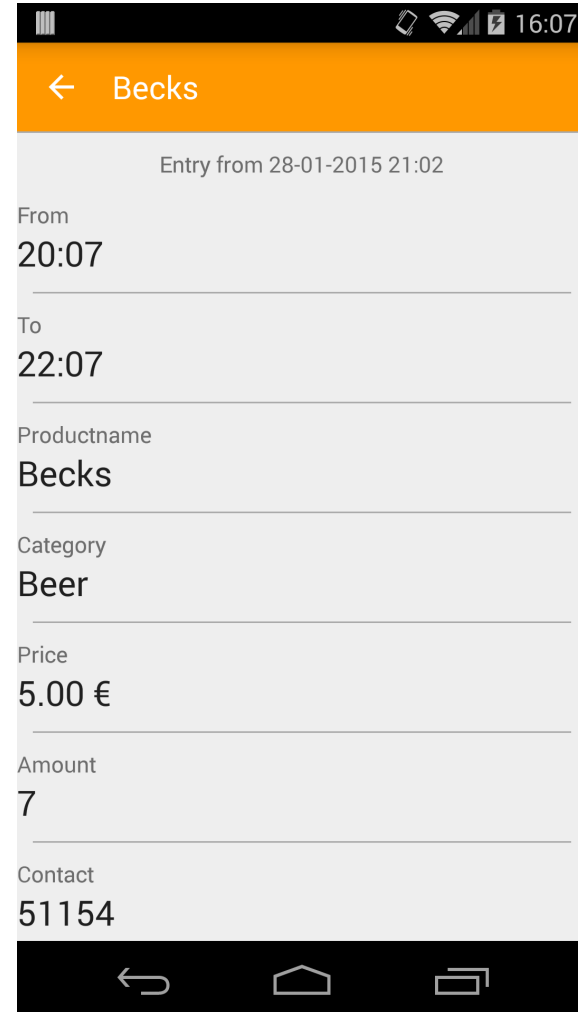 16:07
Becks
Entry from 28-01-2015 21:02
From
20:07
To
22:07
Productname
Becks
Category
Beer
Price
5.00 €
Amount
7
Contact
51154